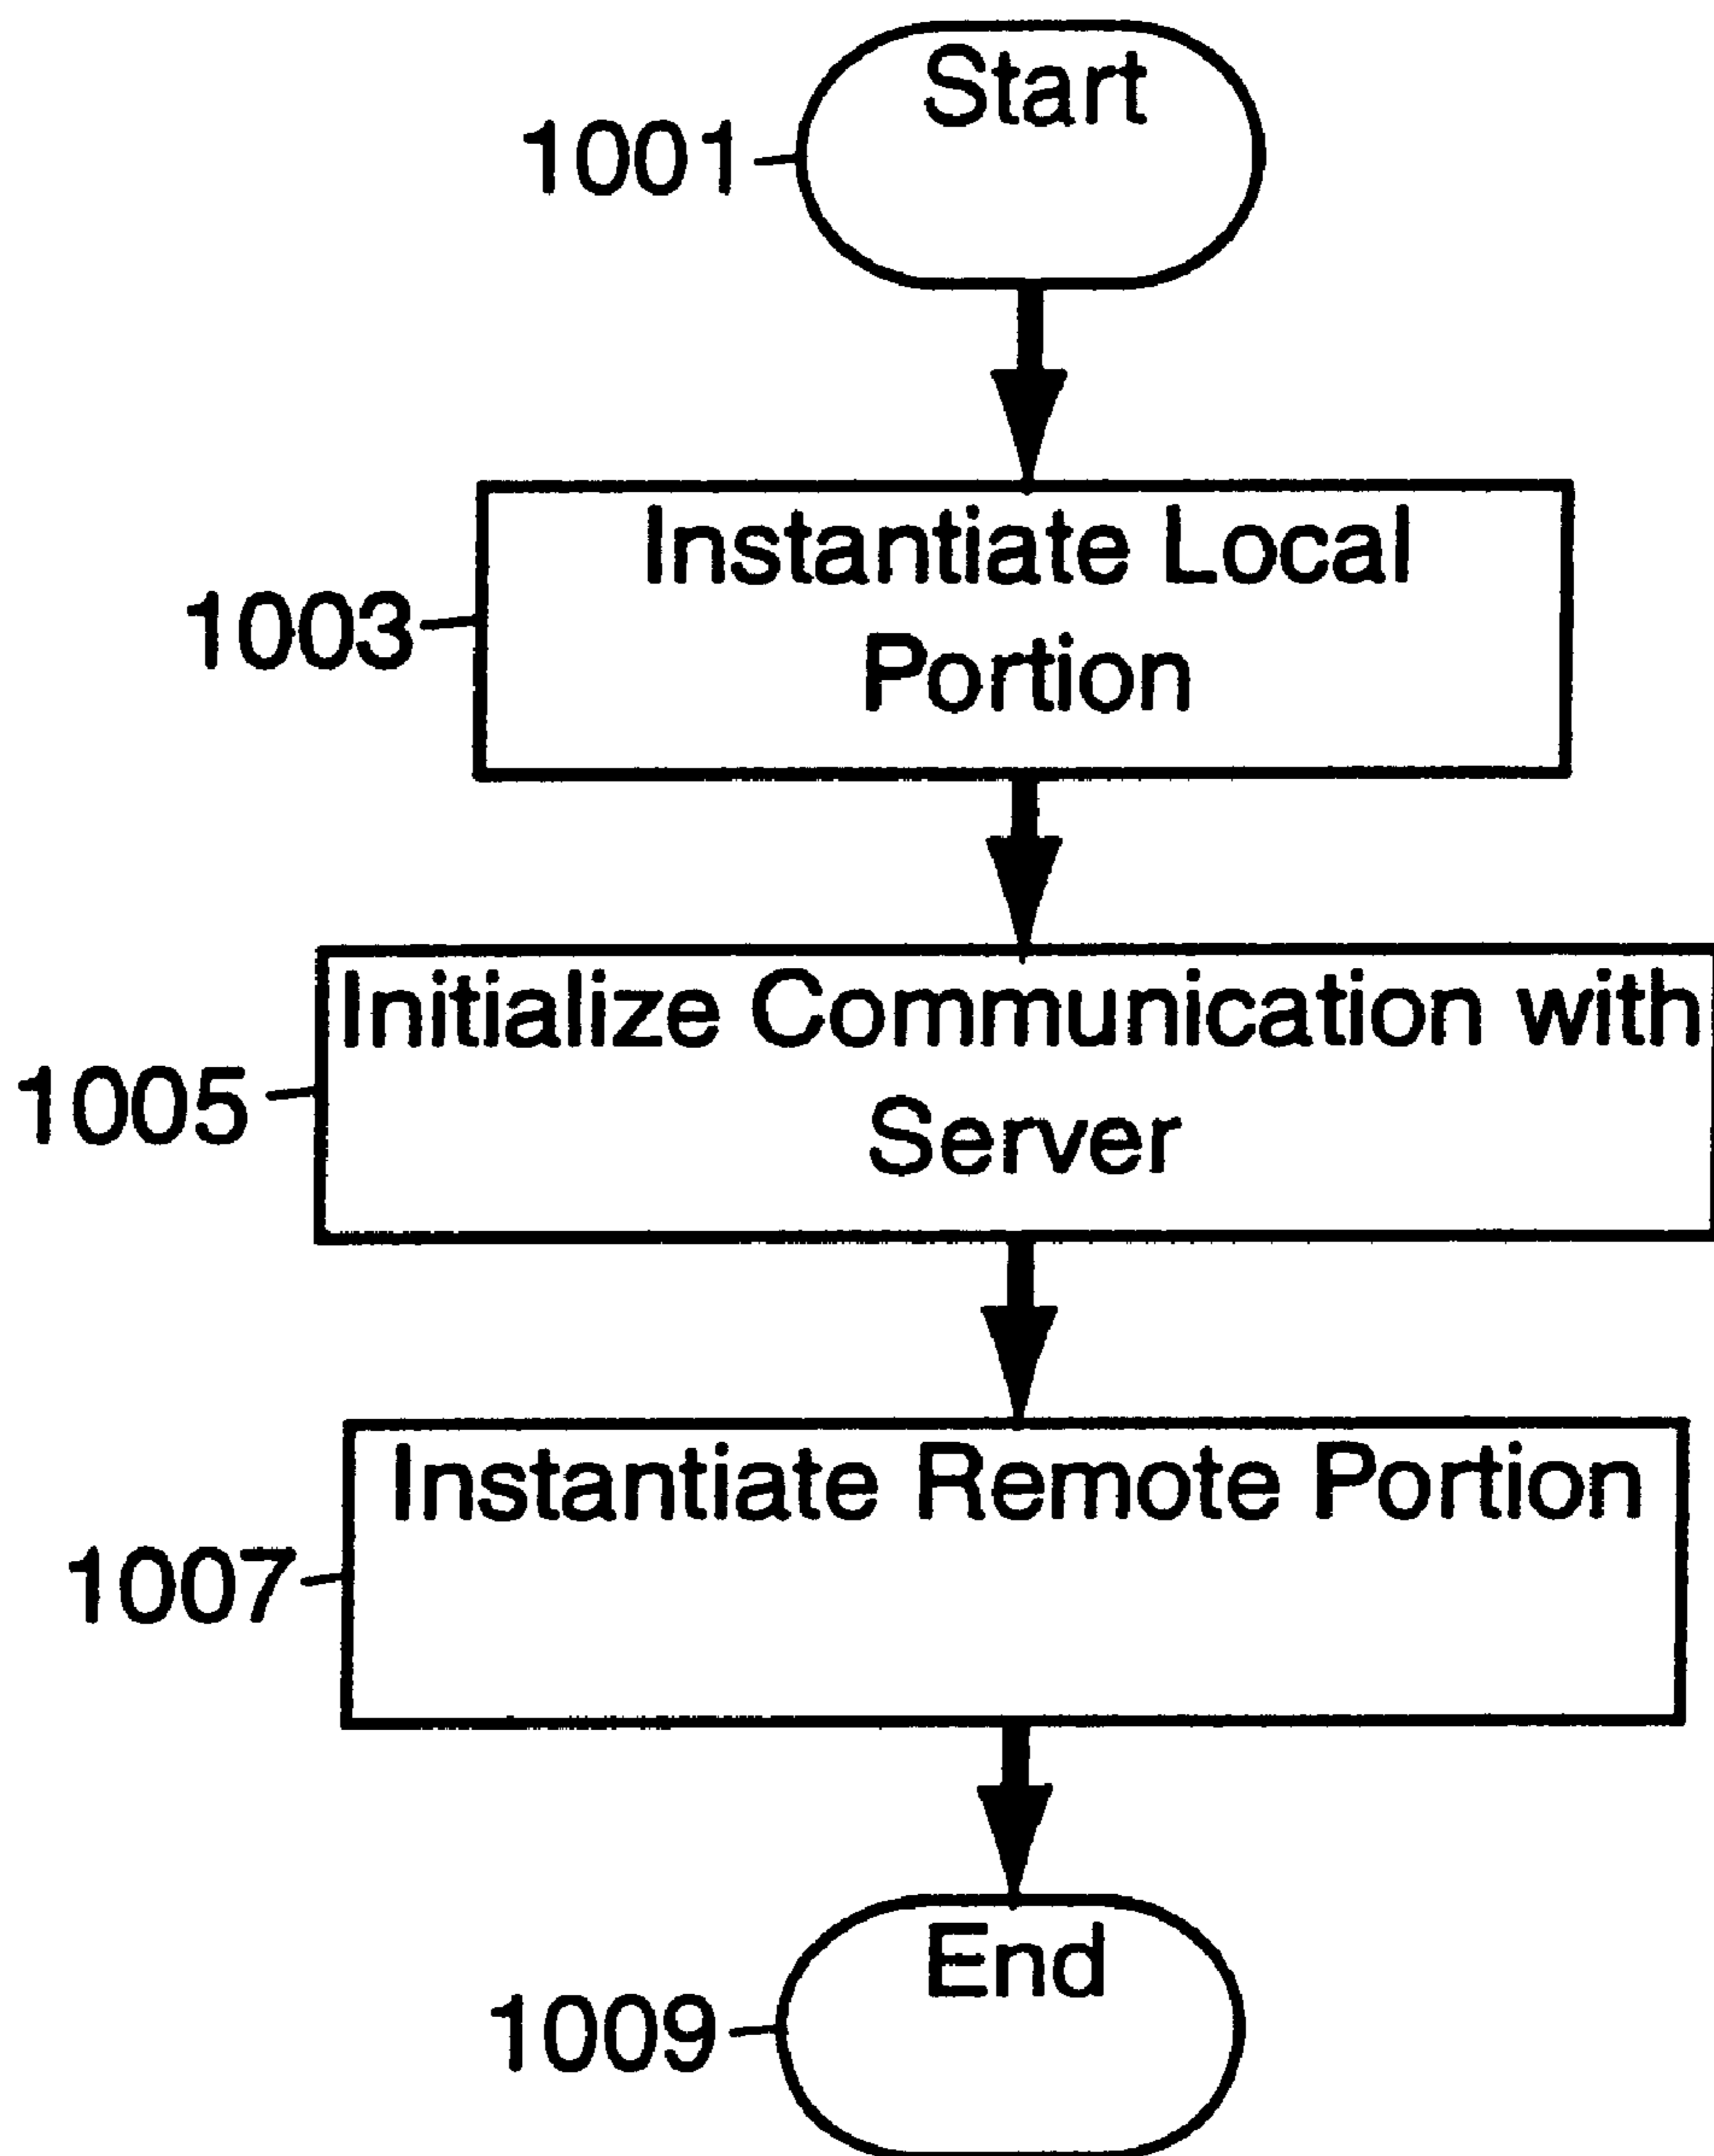 Start
1001
Instantiate Local
Portion
1003
Initialize Communication with
Server
1005
Instantiate Remote Portion
1007
End
1009